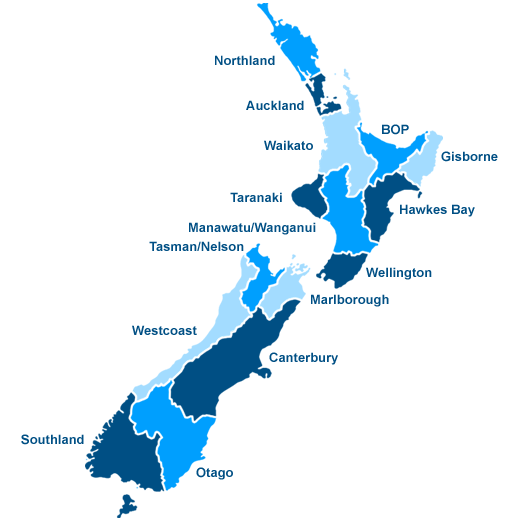 Northland
Auckland
BOP
Waikato
Gisborne
Taranaki
Hawkes Bay
Manawatu/Wanganui
Tasman/Nelson
Wellington
Marlborough
Westcoast
Canterbury
Southland
Otago